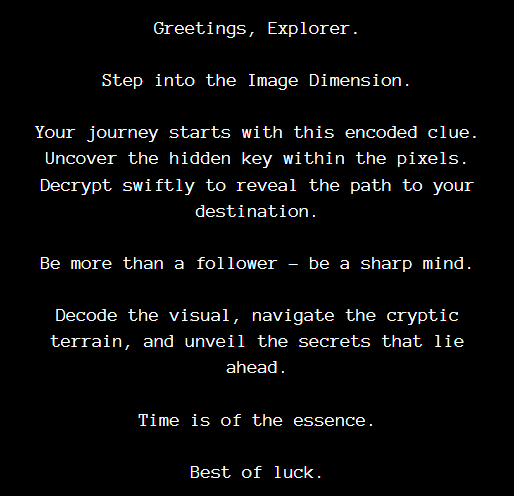 Greetings, Explorer.
Step into the Image Dimension.
Your journey starts with this encoded clue.
Uncover the hidden key within the pixels.
Decrypt swiftly to reveal the path to your
destination.
Be more than a follower – be a sharp mind.
Decode the visual, navigate the cryptic
terrain, and unveil the secrets that lie
ahead.
Time is of the essence.
Best of luck.